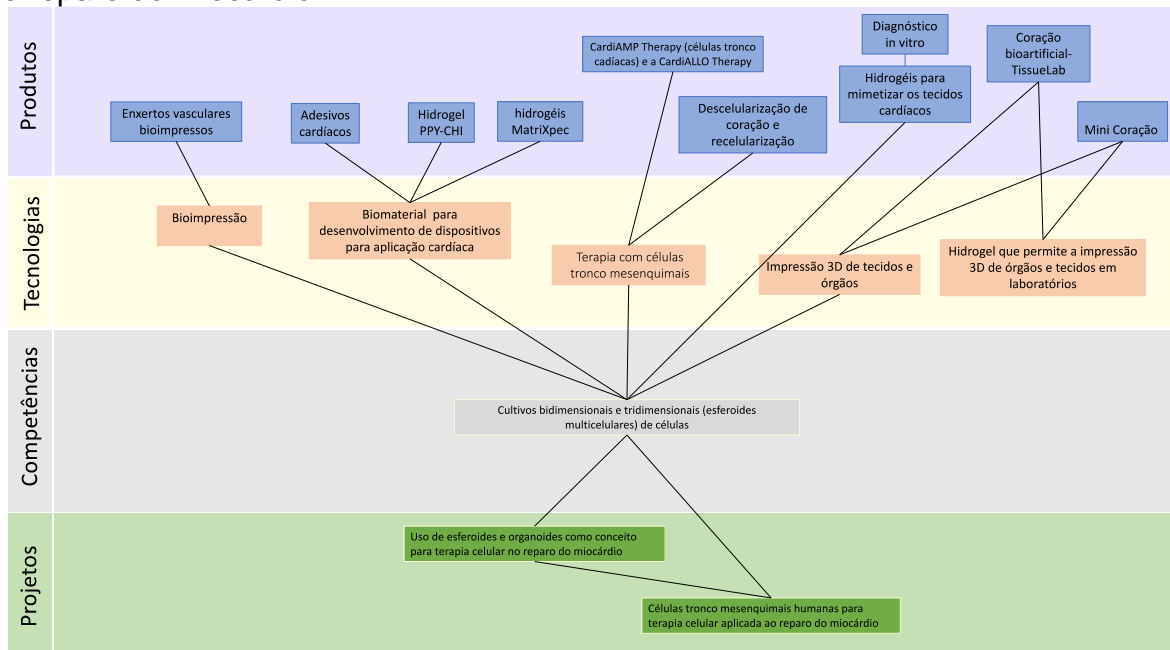 Produtos
Enxertos vasculares
bioimpressos
Adesivos
cardíacos
Hidrogel
PPY-CHI
hidrogéis
MatriXpec
CardiAMP Therapy (células tronco
cadíacas) e a CardiALLO Therapy
Descelularização de
coração e
recelularização
Diagnóstico
in vitro
Hidrogéis para
mimetizar os tecidos
cardíacos
Coração
bioartificial-
TissueLab
Mini Coração
Tecnologias
Bioimpressão
Biomaterial para
desenvolvimento de dispositivos
para aplicação cardíaca
Terapia com células
tronco mesenquimais
Impressão 3D de tecidos e
órgãos
Hidrogel que permite a impressão
3D de órgãos e tecidos em
laboratórios
Competências
Cultivos bidimensionais e tridimensionais (esferoides
multicelulares) de células
Projetos
Uso de esferoides e organoides como conceito
para terapia celular no reparo do miocárdio
Células tronco mesenquimais humanas para
terapia celular aplicada ao reparo do miocárdio